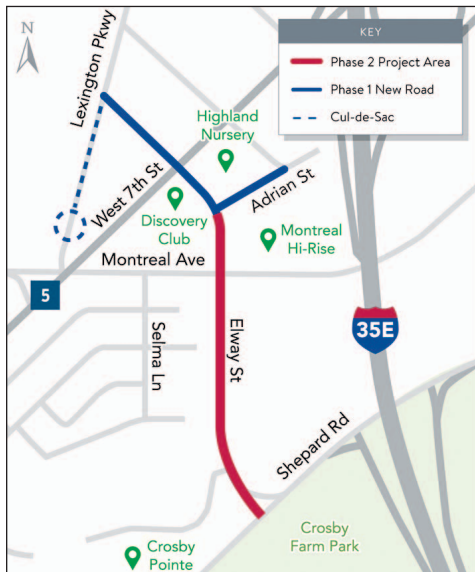 N
KEY
Phase 2 Project Area
Phase 1 New Road
Cul-de-Sac
Lexington Pkwy
Highland
Nursery
West 7th St
Adrian St
Discovery
Club
Montreal
Hi-Rise
Montreal Ave
5
Selma Ln
Elway St
35E
Shepard Rd
Crosby
Farm Park
Crosby
Pointe